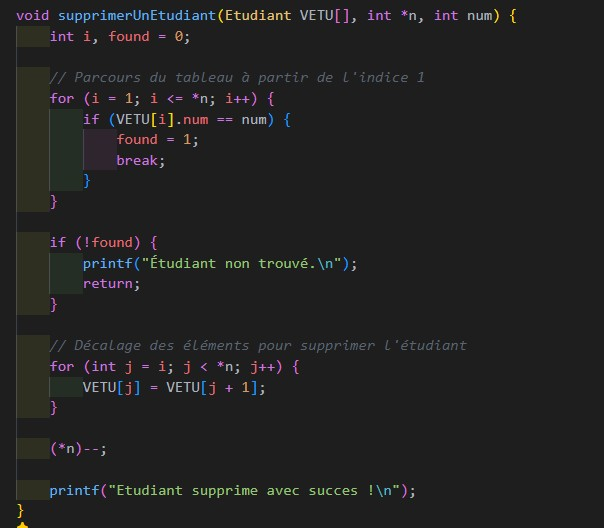 void supprimerUnEtudiant(Etudiant VETU[], int *n, int num) {
    int i, found = 0;

    // Parcours du tableau à partir de l'indice 1
    for (i = 1; i <= *n; i++) {
        if (VETU[i].num == num) {
            found = 1;
            break;
        }
    }

    if (!found) {
        printf("Étudiant non trouvé.\n");
        return;
    }

    // Décalage des éléments pour supprimer l'étudiant
    for (int j = i; j < *n; j++) {
        VETU[j] = VETU[j + 1];
    }

    (*n)--;

    printf("Etudiant supprime avec succes !\n");
}